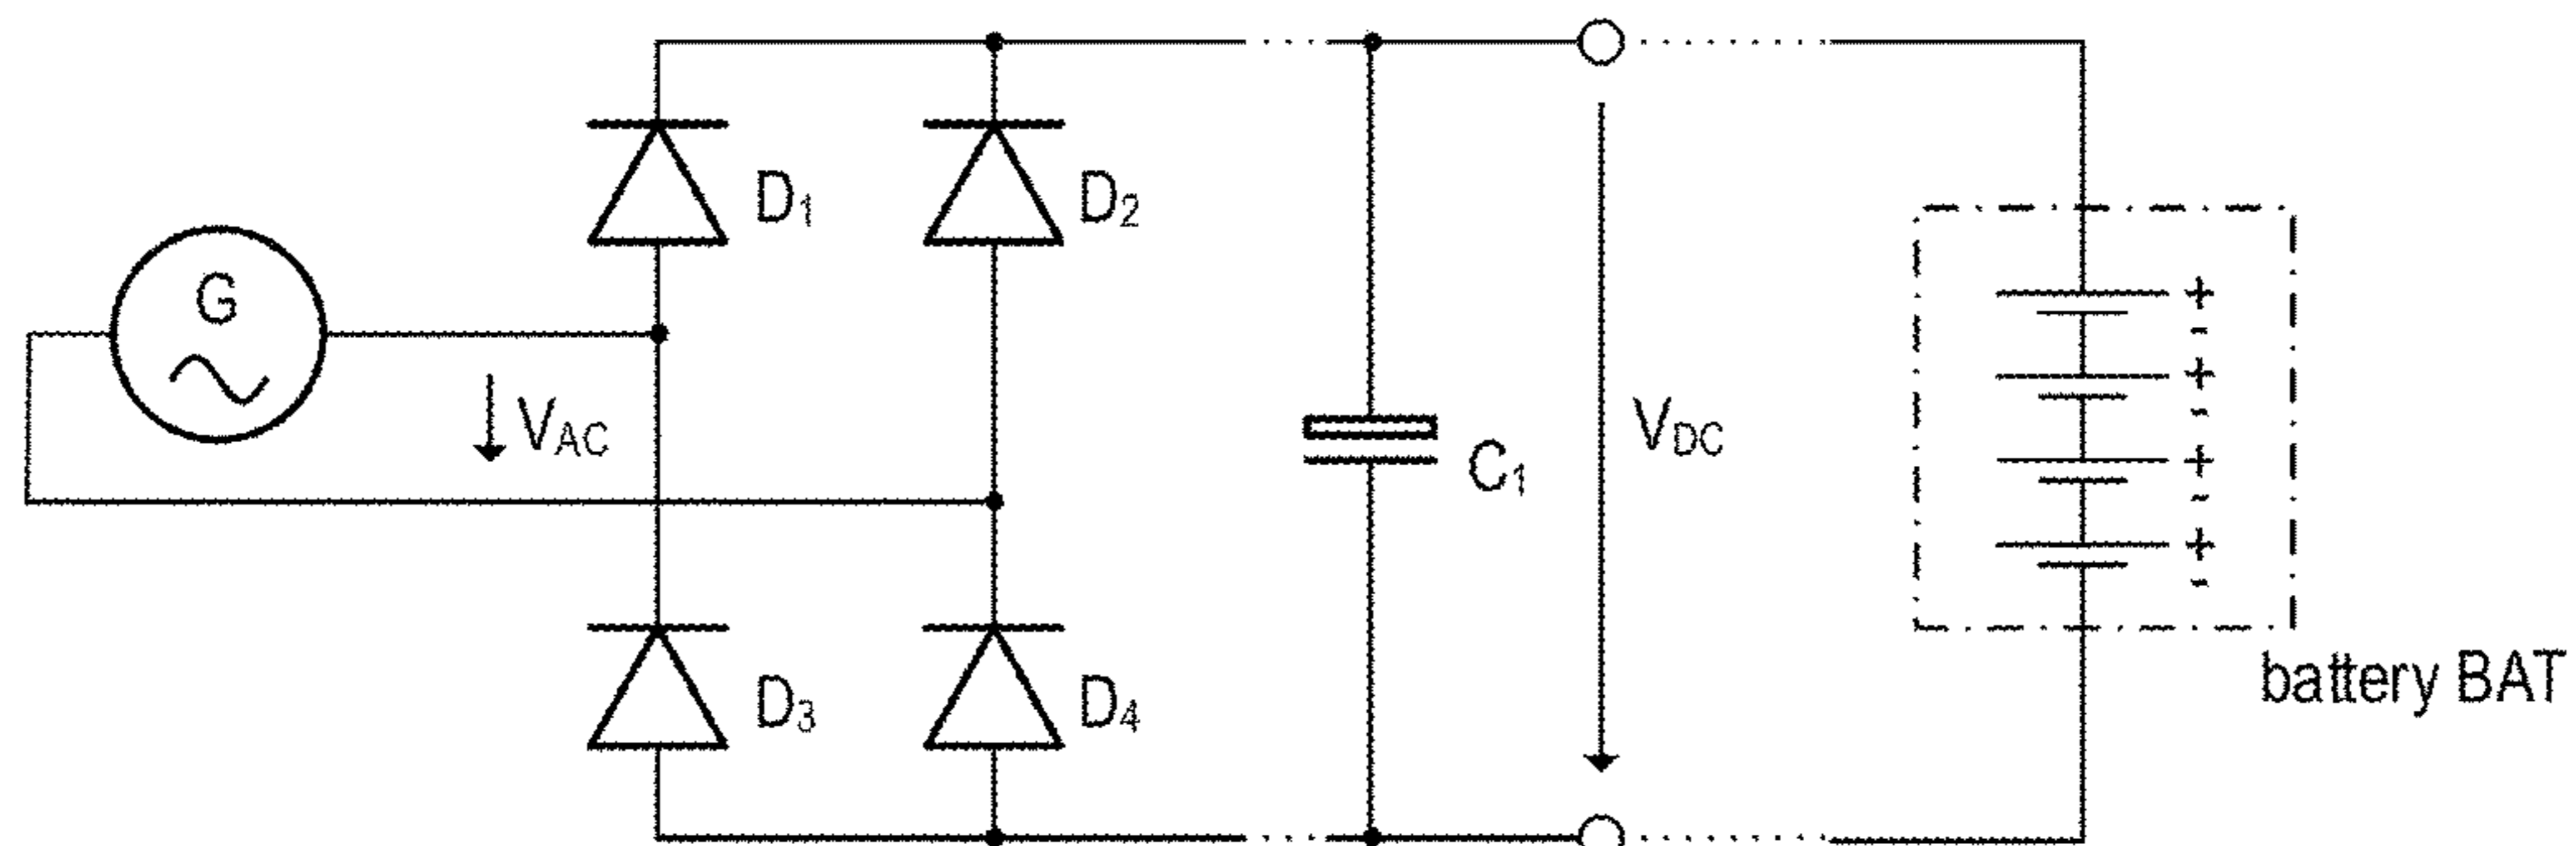 G
D1
D2
VAC
C1
VDC
+
-
+
-
+
-
+
-
D3
D4
battery BAT